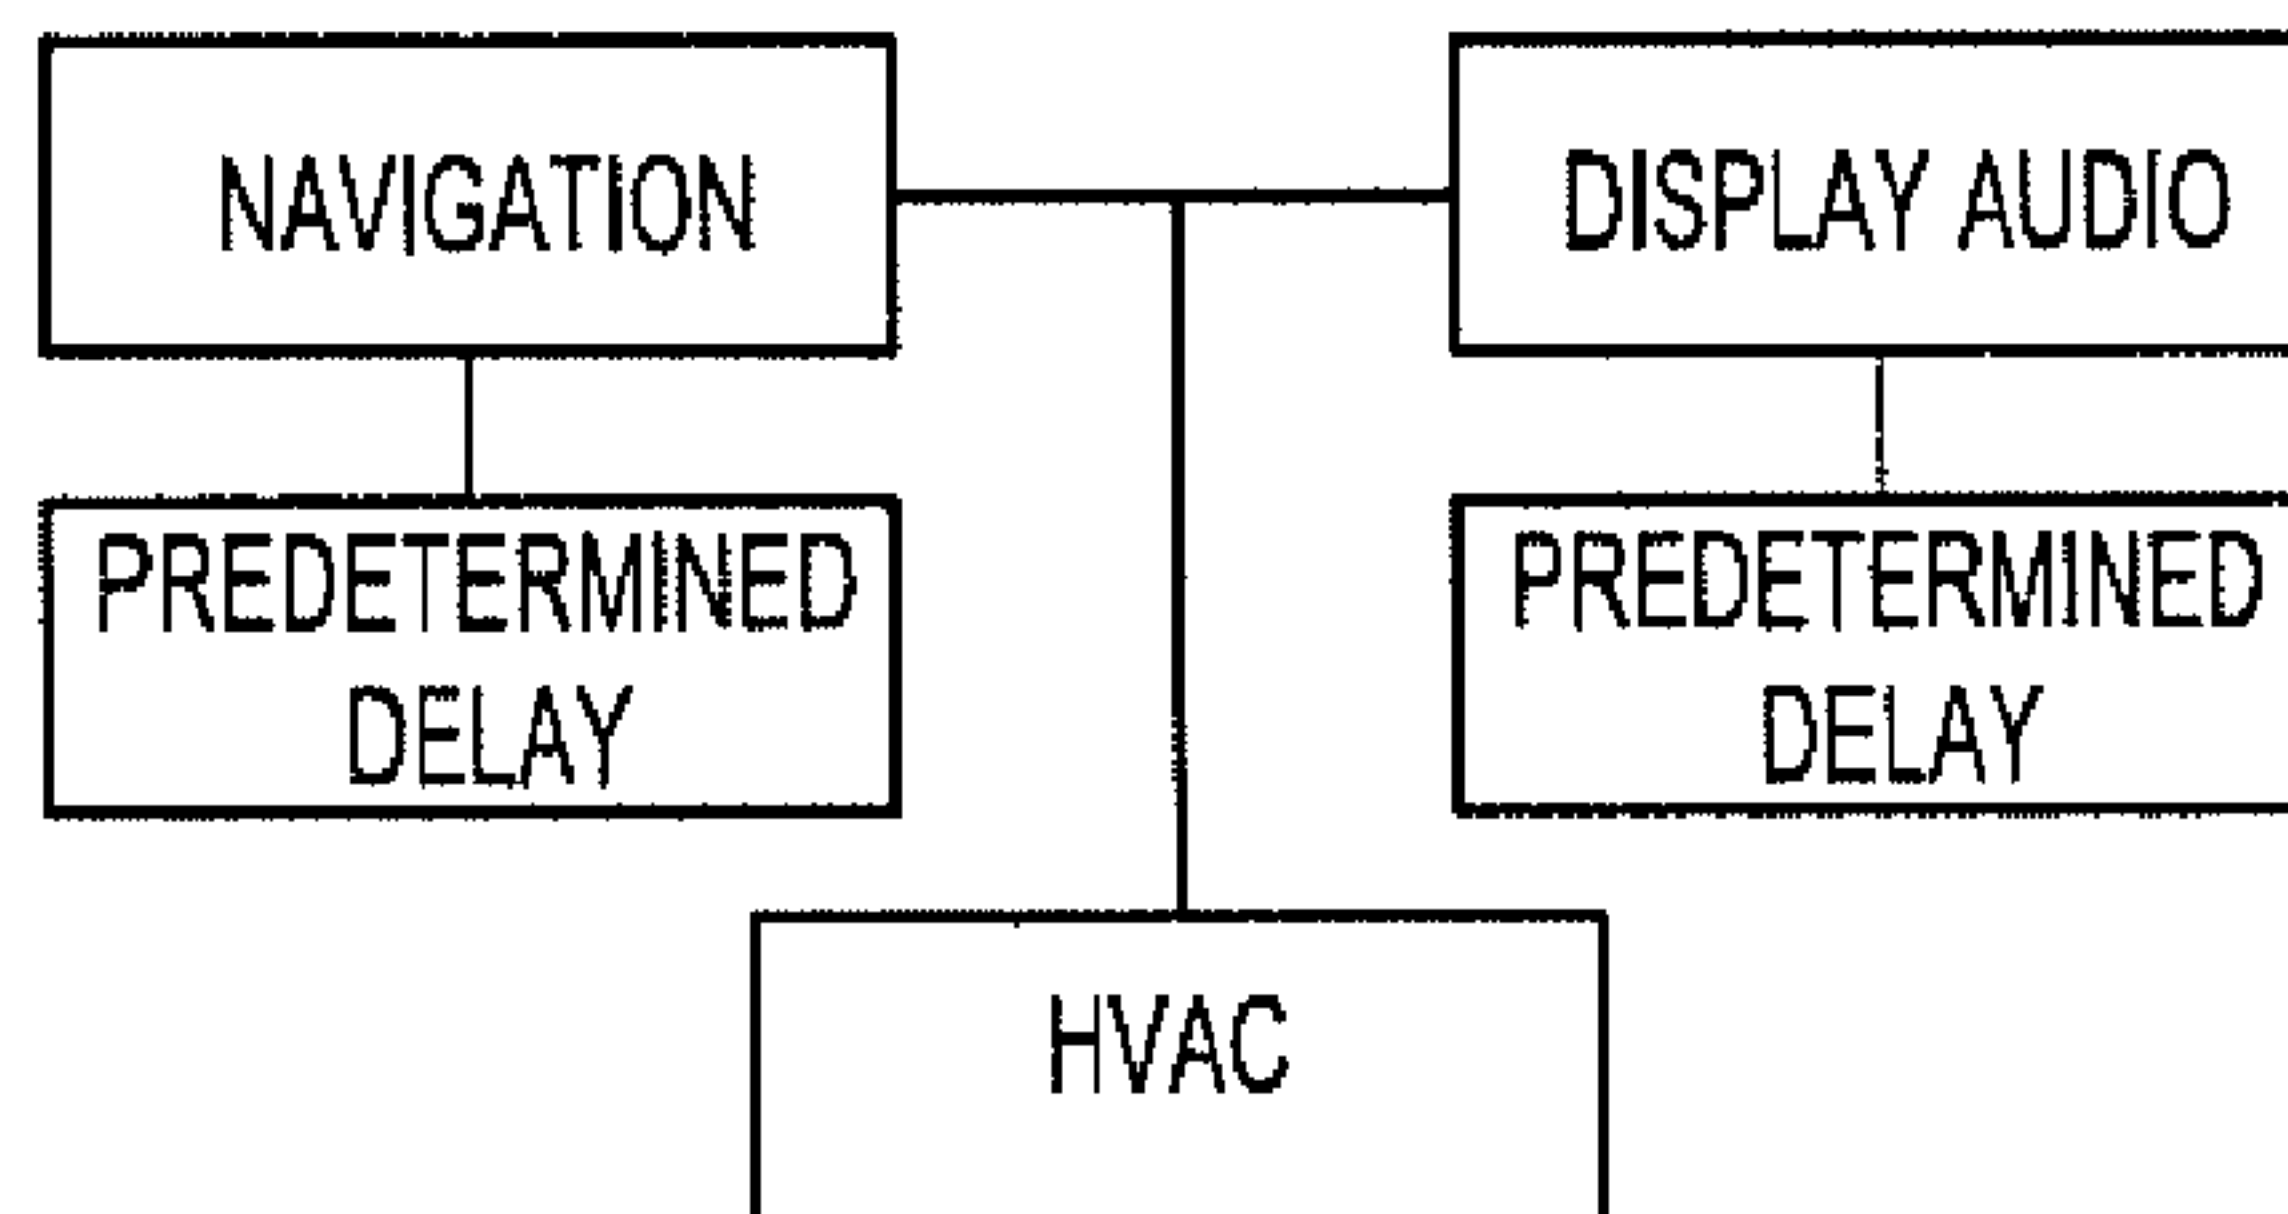 NAVIGATION
DISPLAY AUDIO
PREDETERMINED
DELAY
PREDETERMINED
DELAY
HVAC